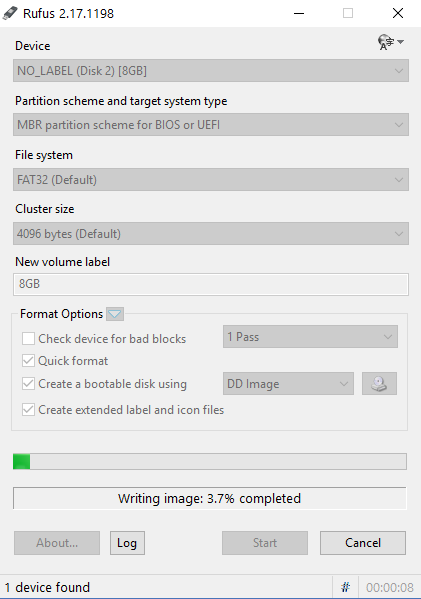 Rufus 2.17.1198
Device
NO_LABEL (Disk 2) [8GB]
Partition scheme and target system type
MBR partition scheme for BIOS or UEFI
File system
FAT32 (Default)
Cluster size
4096 bytes (Default)
New volume label
8GB
Format Options
Check device for bad blocks 1 Pass
Quick format
Create a bootable disk using DD Image
Create extended label and icon files
Writing image: 3.7% completed
About... Log Start Cancel
1 device found # 00:00:08